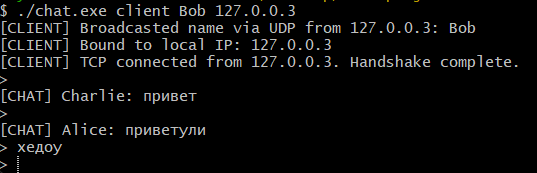 $ ./chat.exe client Bob 127.0.0.3
[CLIENT] Broadcasted name via UDP from 127.0.0.3: Bob
[CLIENT] Bound to local IP: 127.0.0.3
[CLIENT] TCP connected from 127.0.0.3. Handshake complete.
>
[CHAT] Charlie: привет
>
[CHAT] Alice: приветули
> хедоу
>